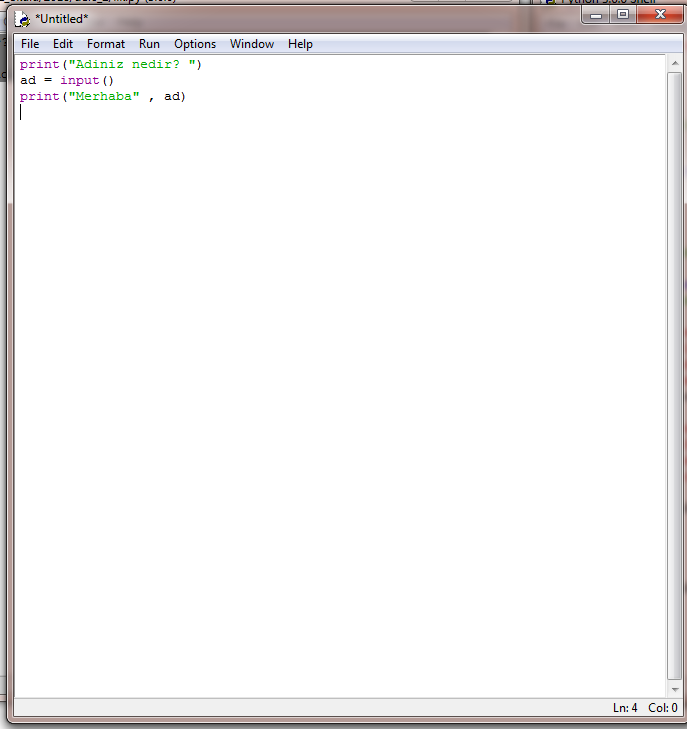 *Untitled*
File Edit Format Run Options Window Help
print("Adiniz nedir? ")
ad = input()
print("Merhaba" , ad)
Ln: 4 Col: 0